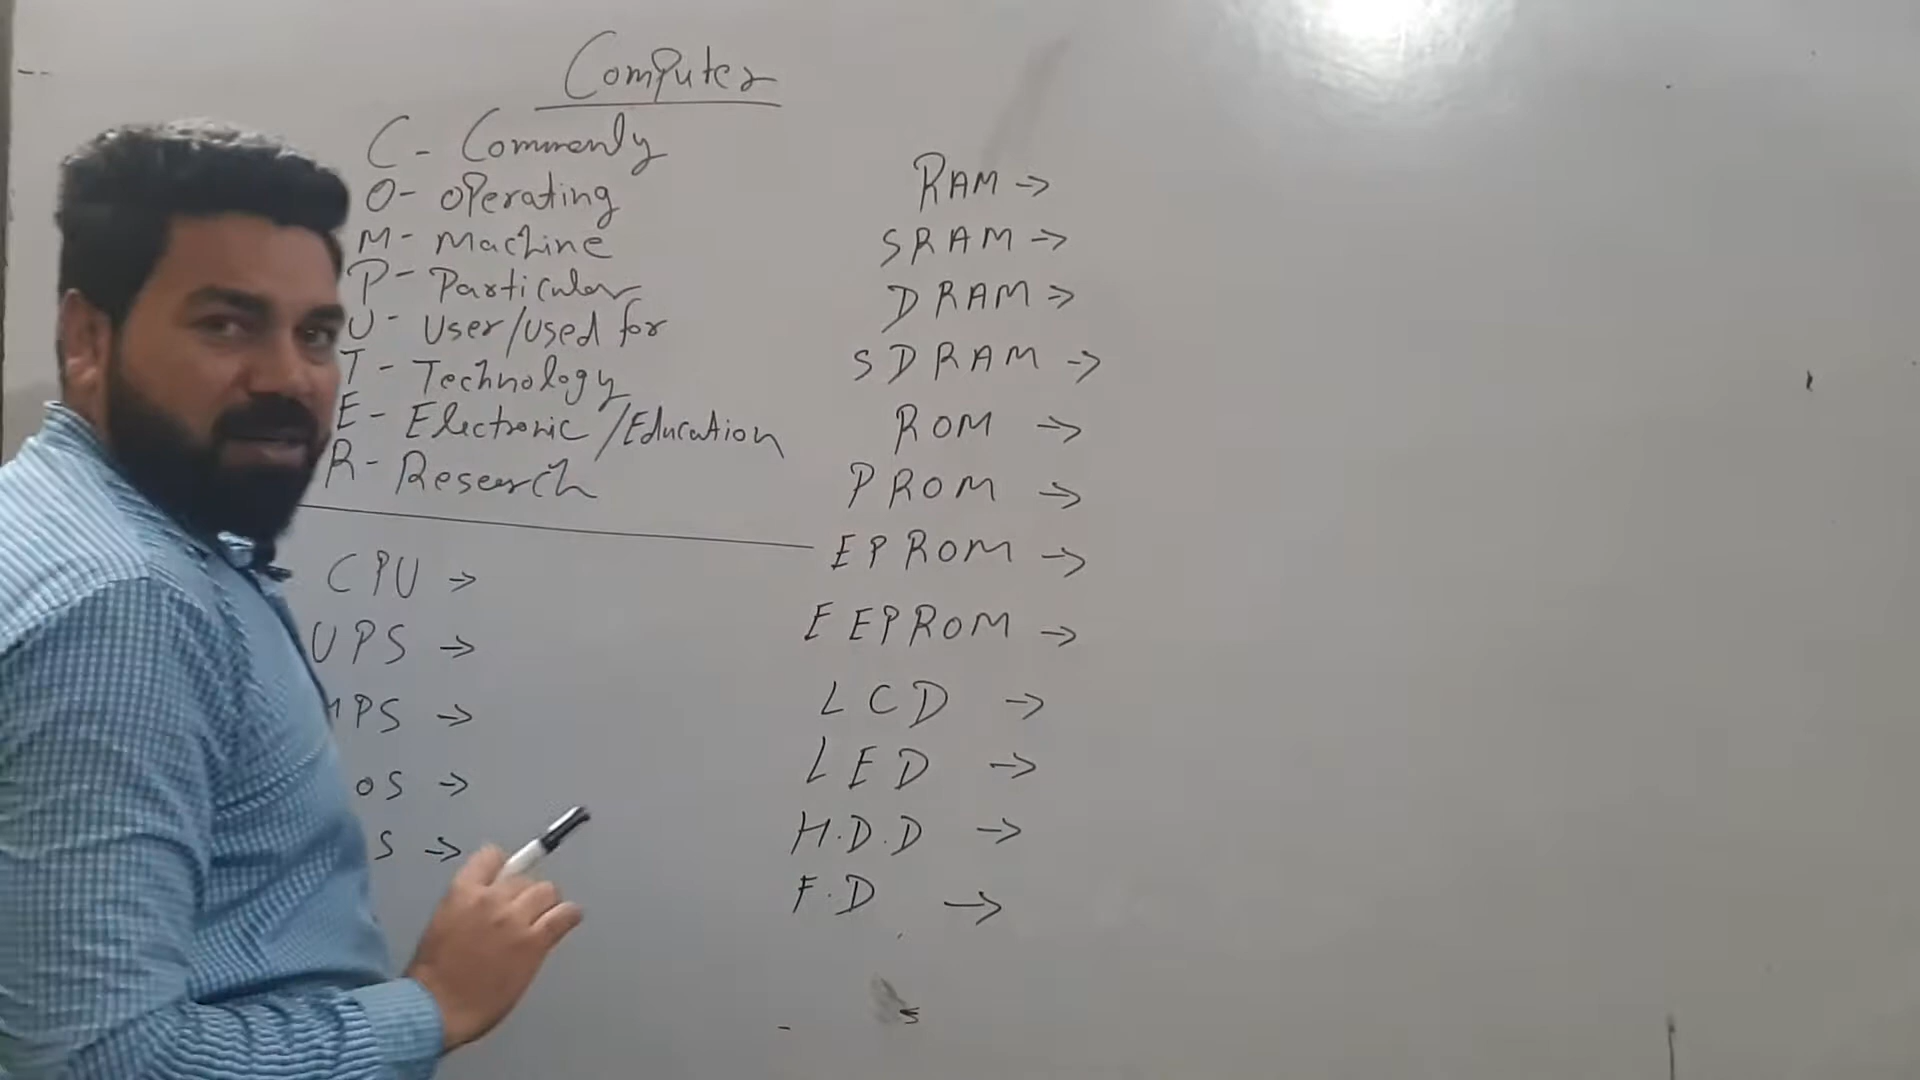 Computer
C - Commonly
O - Operating
M - Machine
P - Particular
U - User/Used for
T - Technology
E - Electronic/Education
R - Research
CPU →
UPS →
MPS →
OS →
S →
RAM →
SRAM →
DRAM →
SDRAM →
ROM →
PROM →
EPROM →
EEPROM →
LCD →
LED →
H.D.D →
F.D →